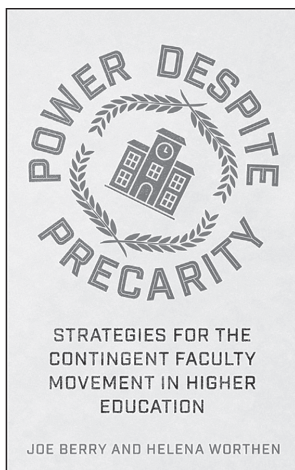 POWER DESPITE
PRECARITY
STRATEGIES FOR THE
CONTINGENT FACULTY
MOVEMENT IN HIGHER
EDUCATION
JOE BERRY AND HELENA WORTHEN